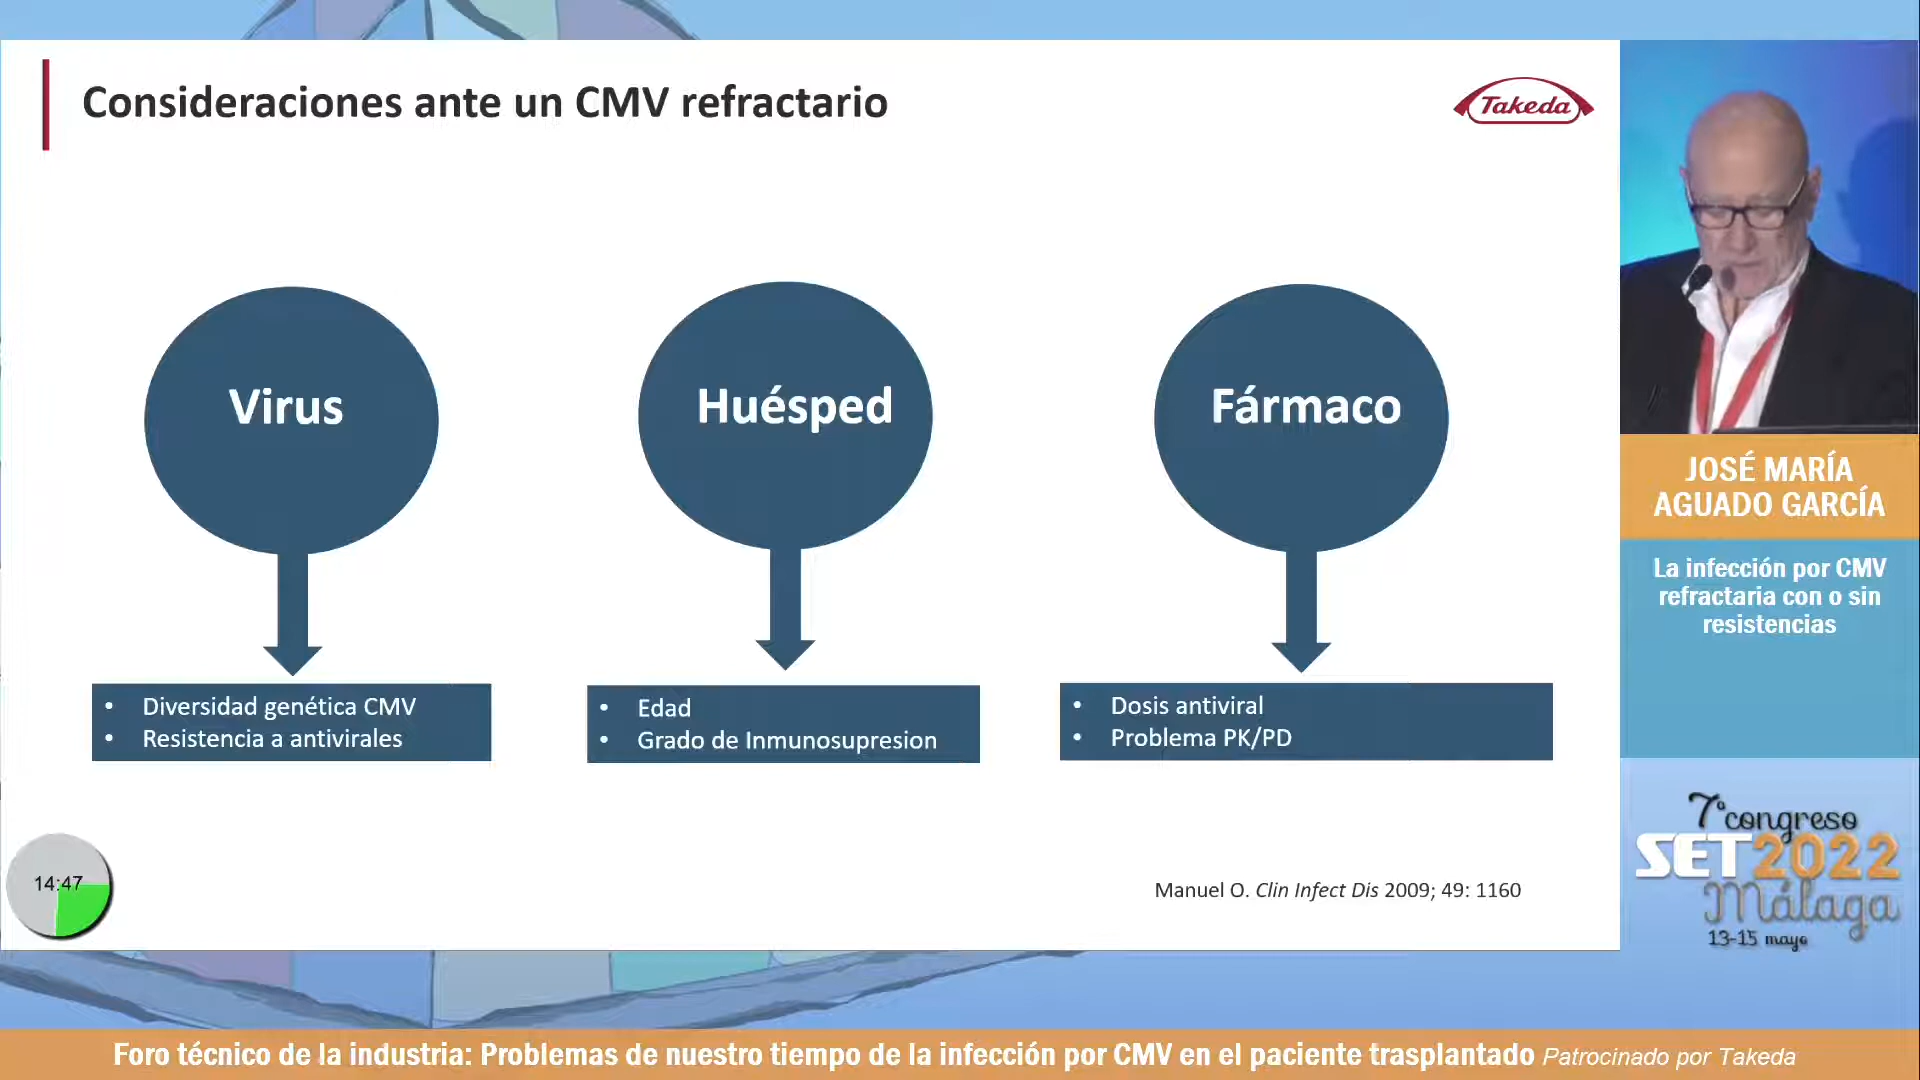 Consideraciones ante un CMV refractario
Takeda
Virus
Huésped
Fármaco
• Diversidad genética CMV
• Resistencia a antivirales
• Edad
• Grado de Inmunosupresion
• Dosis antiviral
• Problema PK/PD
14:47
Manuel O. Clin Infect Dis 2009; 49: 1160
JOSÉ MARÍA
AGUADO GARCÍA
La infección por CMV
refractaria con o sin
resistencias
7º congreso
SET2022
Málaga
13-15 mayo
Foro técnico de la industria: Problemas de nuestro tiempo de la infección por CMV en el paciente trasplantado Patrocinado por Takeda